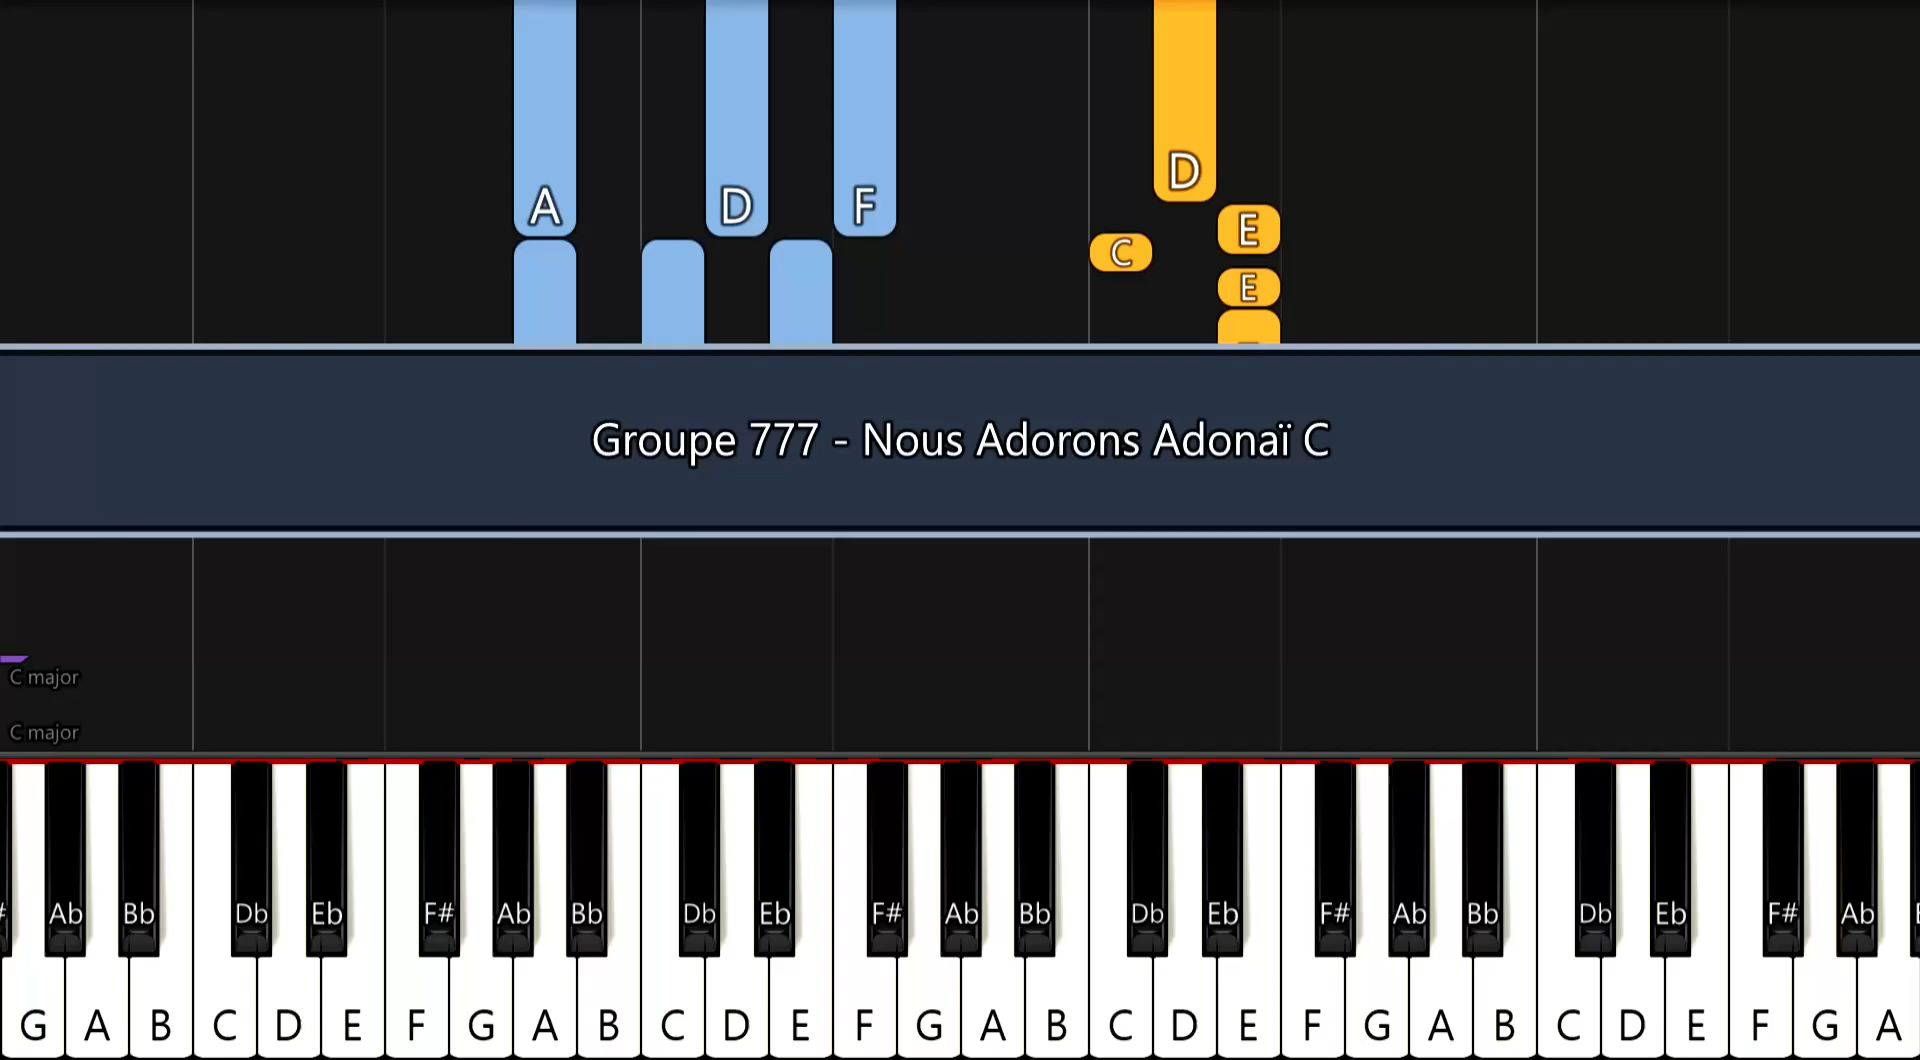 D
A D F
E
C
E
Groupe 777 - Nous Adorons Adonaï C
C major
C major
Ab Bb Db Eb F# Ab Bb Db Eb F# Ab Bb Db Eb F# Ab Bb Db Eb F# Ab
G A B C D E F G A B C D E F G A B C D E F G A B C D E F G A